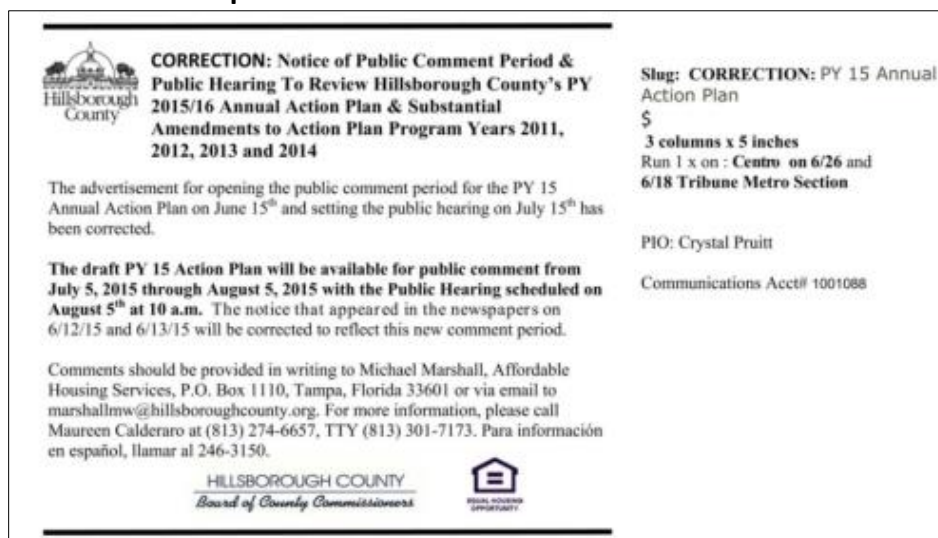 CORRECTION: Notice of Public Comment Period &
Public Hearing To Review Hillsborough County's PY
2015/16 Annual Action Plan & Substantial
Amendments to Action Plan Program Years 2011,
2012, 2013 and 2014
Hillsborough
County
The advertisement for opening the public comment period for the PY 15
Annual Action Plan on June 15th and setting the public hearing on July 15th has
been corrected.
The draft PY 15 Action Plan will be available for public comment from
July 5, 2015 through August 5, 2015 with the Public Hearing scheduled on
August 5th at 10 a.m. The notice that appeared in the newspapers on
6/12/15 and 6/13/15 will be corrected to reflect this new comment period.
Comments should be provided in writing to Michael Marshall, Affordable
Housing Services, P.O. Box 1110, Tampa, Florida 33601 or via email to
marshallmw@hillsboroughcounty.org. For more information, please call
Maureen Calderaro at (813) 274-6657, TTY (813) 301-7173. Para información
en español, llamar al 246-3150.
HILLSBOROUGH COUNTY
Board of County Commissioners
EQUAL HOUSING
OPPORTUNITY
Slug: CORRECTION: PY 15 Annual
Action Plan
$
3 columns x 5 inches
Run 1 x on : Centro on 6/26 and
6/18 Tribune Metro Section
PIO: Crystal Pruitt
Communications Acct# 1001088